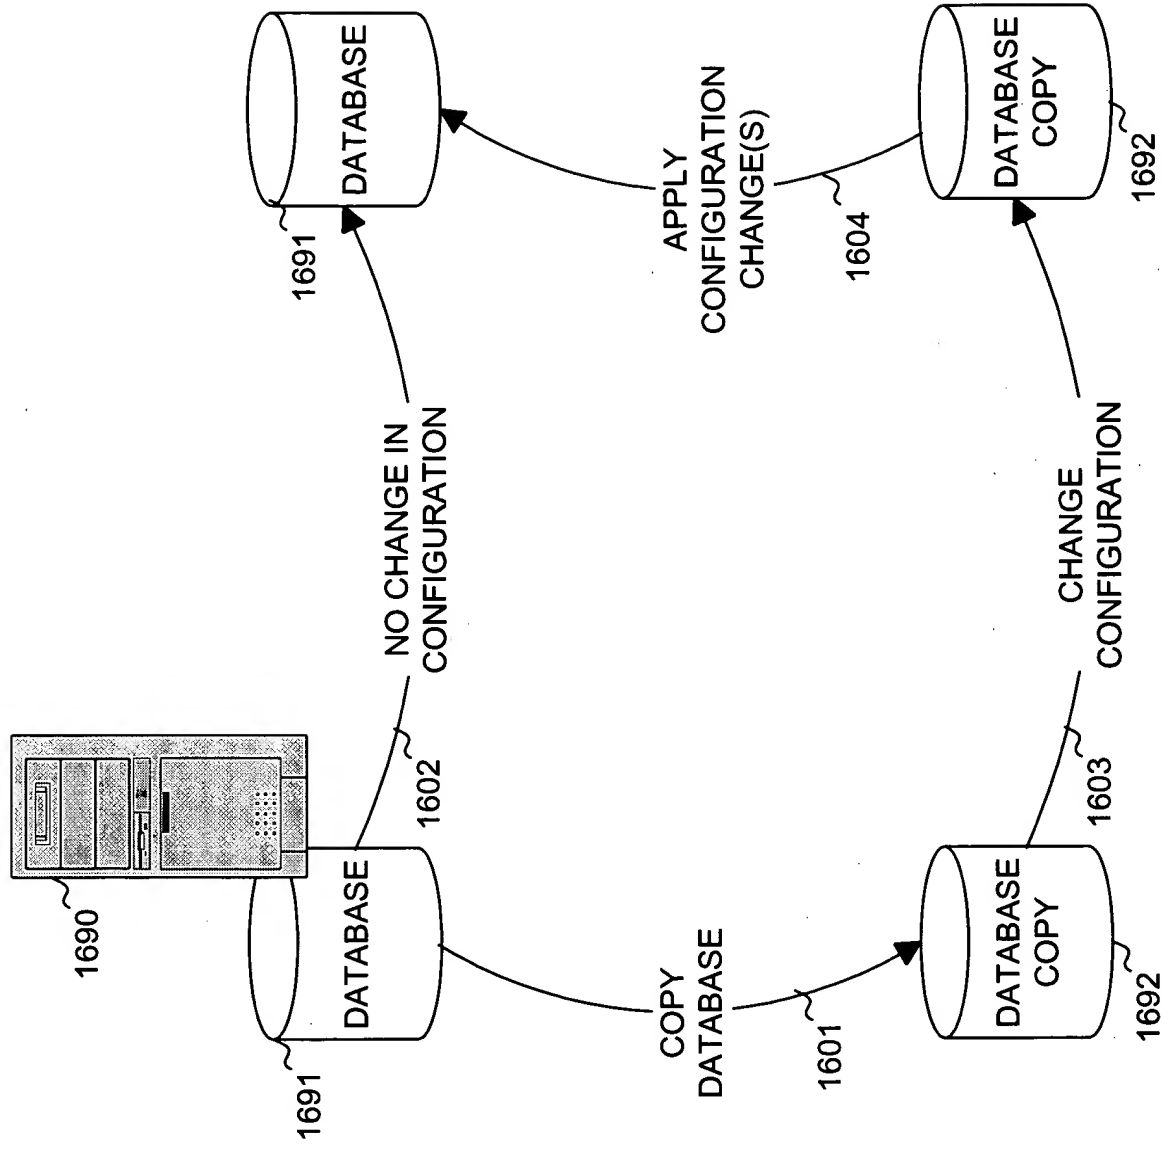 1690
1691
DATABASE
1602
NO CHANGE IN
CONFIGURATION
1691
DATABASE
COPY
DATABASE
1601
APPLY
CONFIGURATION
CHANGE(S)
1604
DATABASE
COPY
1692
1603
CHANGE
CONFIGURATION
DATABASE
COPY
1692